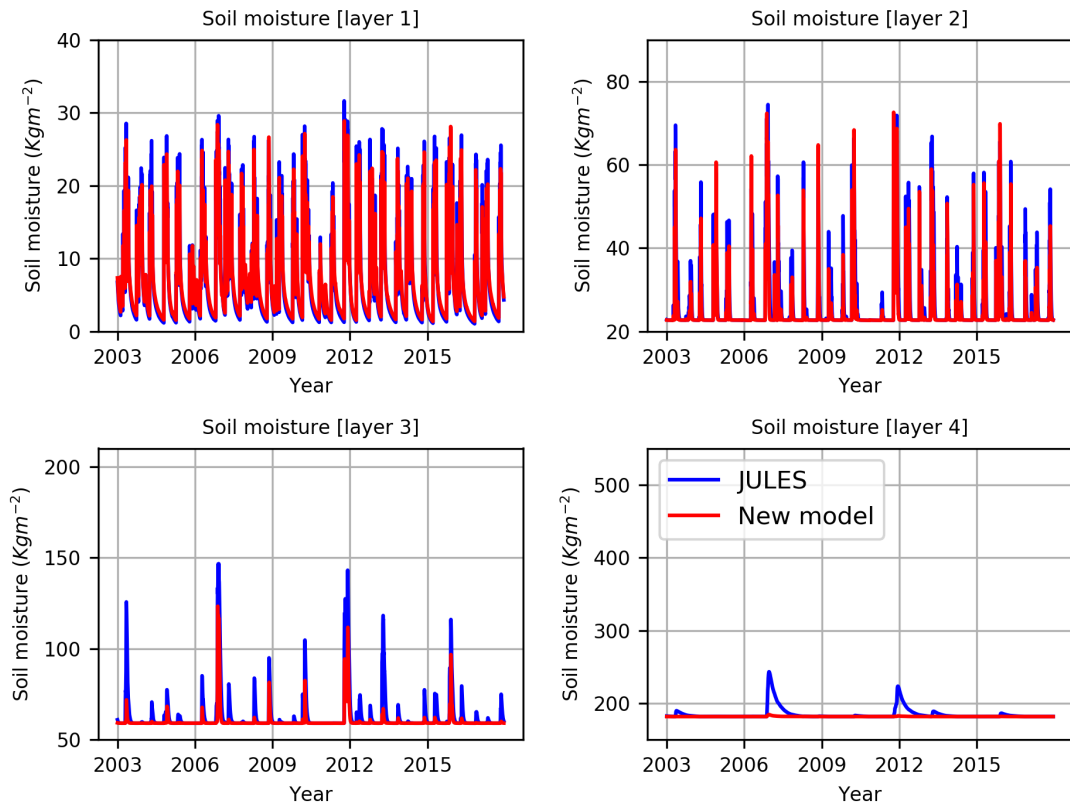 Soil moisture [layer 1]
Soil moisture (Kgm⁻²)
40
30
20
10
0
2003 2006 2009 2012 2015
Year
Soil moisture [layer 2]
Soil moisture (Kgm⁻²)
80
60
40
20
2003 2006 2009 2012 2015
Year
Soil moisture [layer 3]
Soil moisture (Kgm⁻²)
200
150
100
50
2003 2006 2009 2012 2015
Year
Soil moisture [layer 4]
Soil moisture (Kgm⁻²)
500
400
300
200
JULES
New model
2003 2006 2009 2012 2015
Year